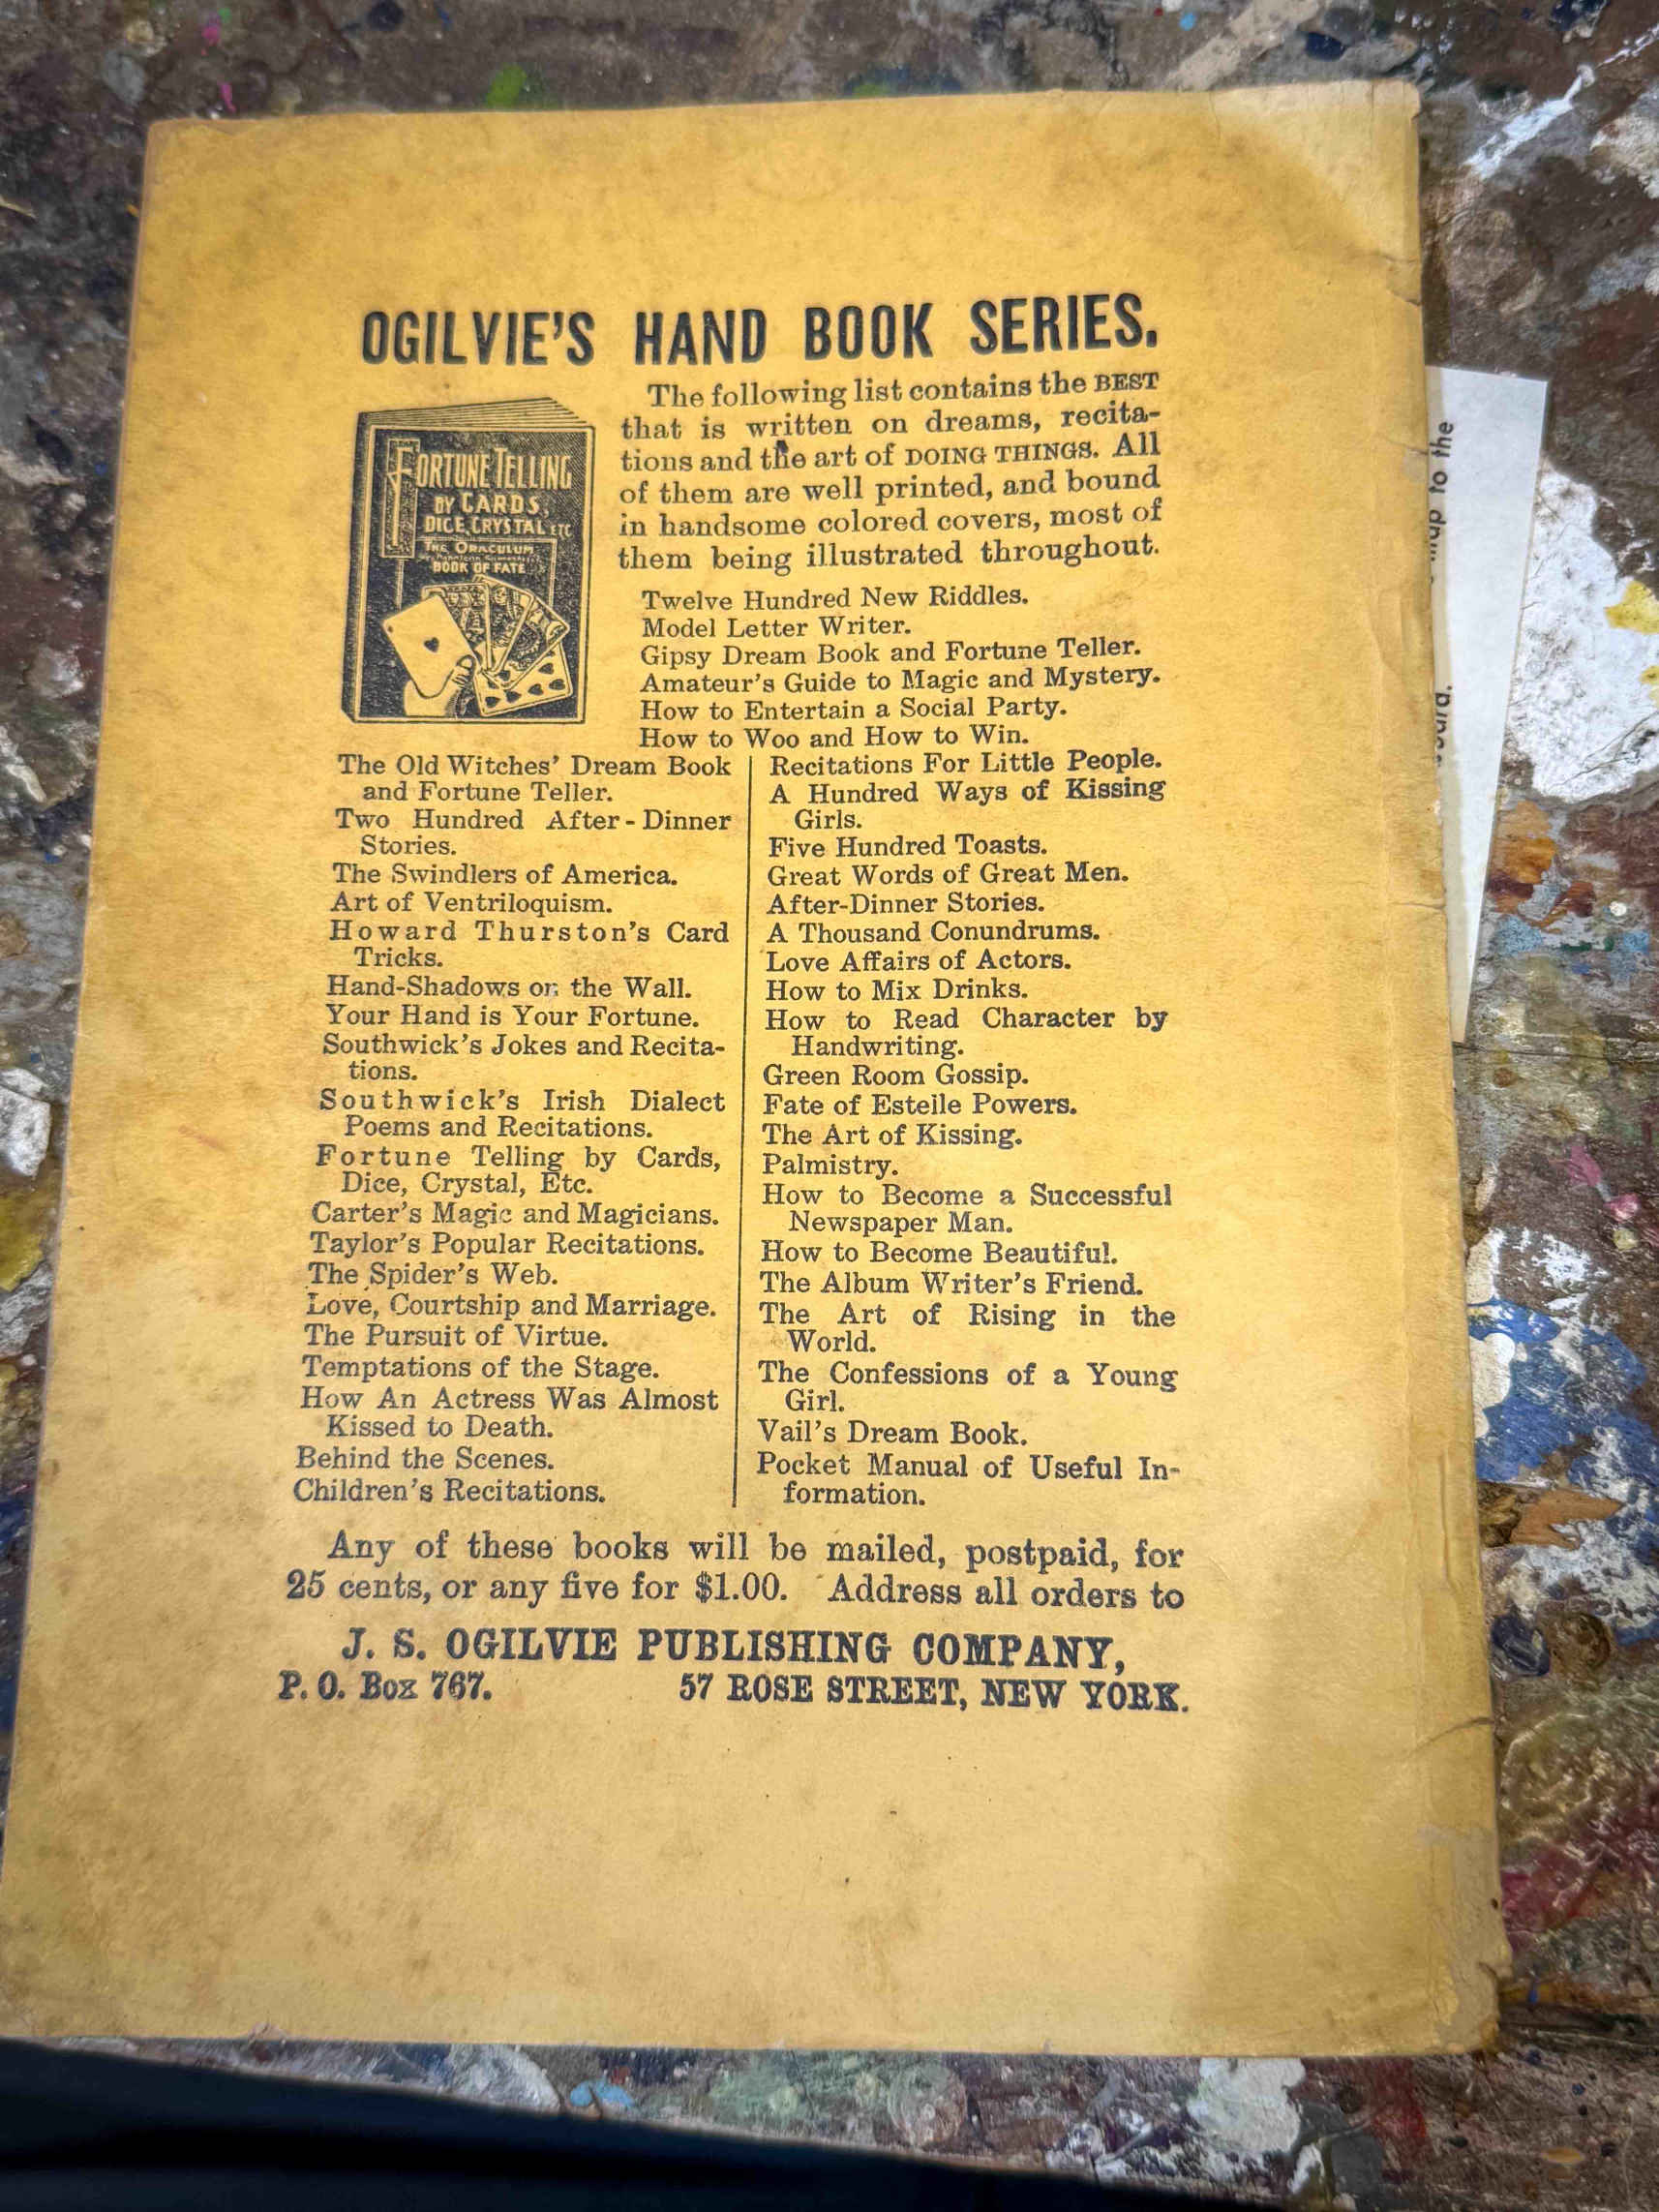 OGILVIE'S HAND BOOK SERIES.
FORTUNE TELLING
BY CARDS,
DICE, CRYSTAL, ETC
THE ORACULUM
BOOK OF FATE
The following list contains the BEST
that is written on dreams, recita-
tions and the art of DOING THINGS. All
of them are well printed, and bound
in handsome colored covers, most of
them being illustrated throughout.
Twelve Hundred New Riddles.
Model Letter Writer.
Gipsy Dream Book and Fortune Teller.
Amateur's Guide to Magic and Mystery.
How to Entertain a Social Party.
How to Woo and How to Win.
The Old Witches' Dream Book
and Fortune Teller.
Two Hundred After-Dinner
Stories.
The Swindlers of America.
Art of Ventriloquism.
Howard Thurston's Card
Tricks.
Hand-Shadows on the Wall.
Your Hand is Your Fortune.
Southwick's Jokes and Recita-
tions.
Southwick's Irish Dialect
Poems and Recitations.
Fortune Telling by Cards,
Dice, Crystal, Etc.
Carter's Magic and Magicians.
Taylor's Popular Recitations.
The Spider's Web.
Love, Courtship and Marriage.
The Pursuit of Virtue.
Temptations of the Stage.
How An Actress Was Almost
Kissed to Death.
Behind the Scenes.
Children's Recitations.
Recitations For Little People.
A Hundred Ways of Kissing
Girls.
Five Hundred Toasts.
Great Words of Great Men.
After-Dinner Stories.
A Thousand Conundrums.
Love Affairs of Actors.
How to Mix Drinks.
How to Read Character by
Handwriting.
Green Room Gossip.
Fate of Estelle Powers.
The Art of Kissing.
Palmistry.
How to Become a Successful
Newspaper Man.
How to Become Beautiful.
The Album Writer's Friend.
The Art of Rising in the
World.
The Confessions of a Young
Girl.
Vail's Dream Book.
Pocket Manual of Useful In-
formation.
Any of these books will be mailed, postpaid, for
25 cents, or any five for $1.00. Address all orders to
J. S. OGILVIE PUBLISHING COMPANY,
P. O. Box 767. 57 ROSE STREET, NEW YORK.
to the